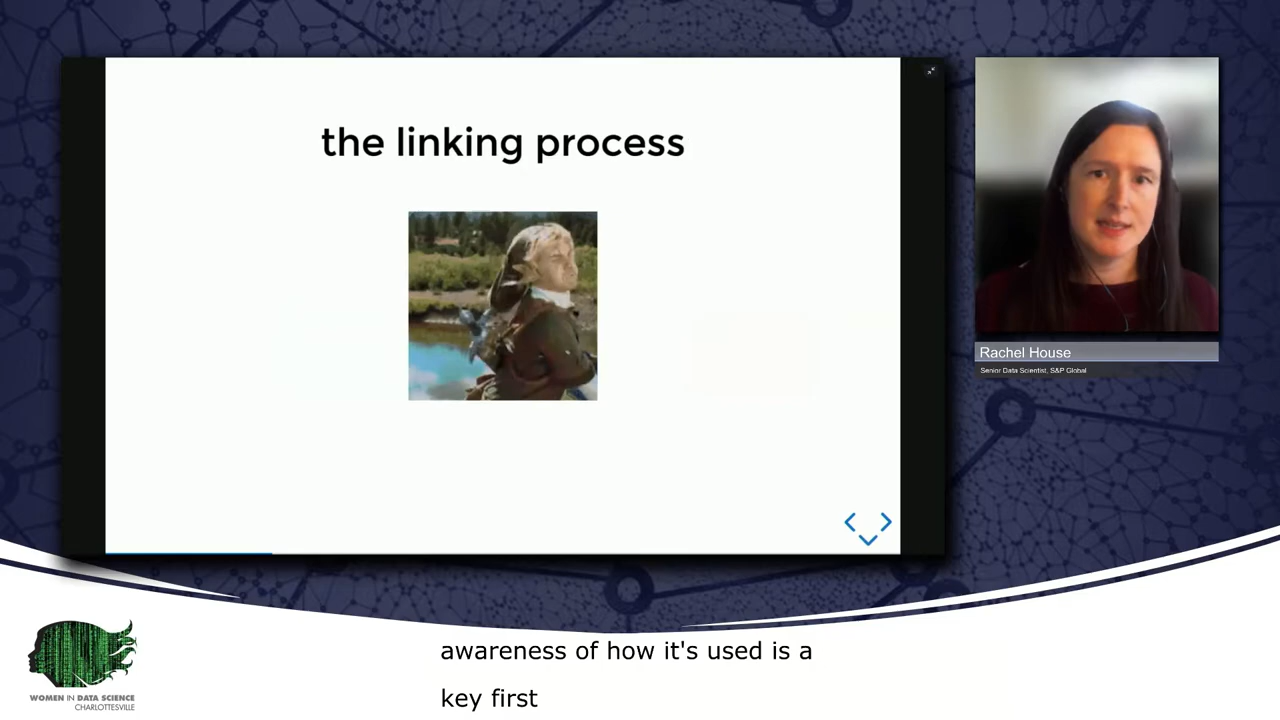 the linking process
Rachel House
Senior Data Scientist, S&P Global
awareness of how it's used is a
key first
WOMEN IN DATA SCIENCE
CHARLOTTESVILLE